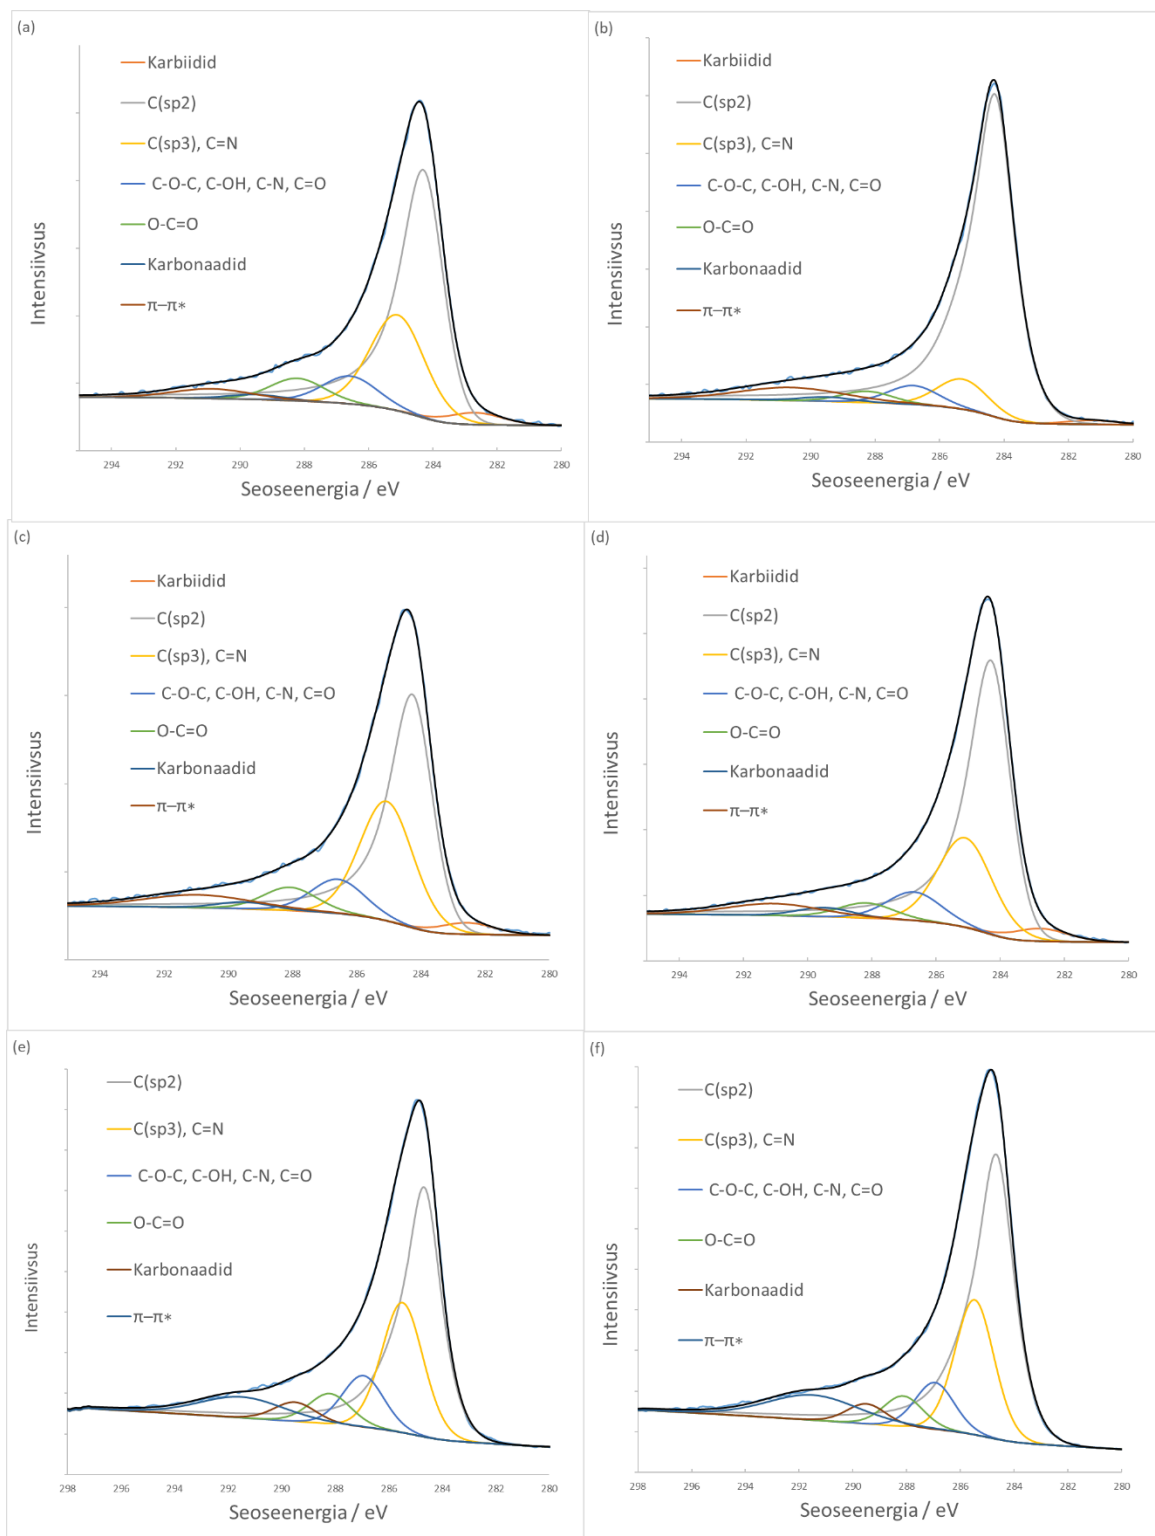 (a)
Karbiidid
C(sp2)
C(sp3), C=N
C-O-C, C-OH, C-N, C=O
O-C=O
Karbonaadid
π–π*
Intensiivsus
294 292 290 288 286 284 282 280
Seoseenergia / eV
(b)
Karbiidid
C(sp2)
C(sp3), C=N
C-O-C, C-OH, C-N, C=O
O-C=O
Karbonaadid
π–π*
Intensiivsus
294 292 290 288 286 284 282 280
Seoseenergia / eV
(c)
Karbiidid
C(sp2)
C(sp3), C=N
C-O-C, C-OH, C-N, C=O
O-C=O
Karbonaadid
π–π*
Intensiivsus
294 292 290 288 286 284 282 280
Seoseenergia / eV
(d)
Karbiidid
C(sp2)
C(sp3), C=N
C-O-C, C-OH, C-N, C=O
O-C=O
Karbonaadid
π–π*
Intensiivsus
294 292 290 288 286 284 282 280
Seoseenergia / eV
(e)
C(sp2)
C(sp3), C=N
C-O-C, C-OH, C-N, C=O
O-C=O
Karbonaadid
π–π*
Intensiivsus
298 296 294 292 290 288 286 284 282 280
Seoseenergia / eV
(f)
C(sp2)
C(sp3), C=N
C-O-C, C-OH, C-N, C=O
O-C=O
Karbonaadid
π–π*
Intensiivsus
298 296 294 292 290 288 286 284 282 280
Seoseenergia / eV